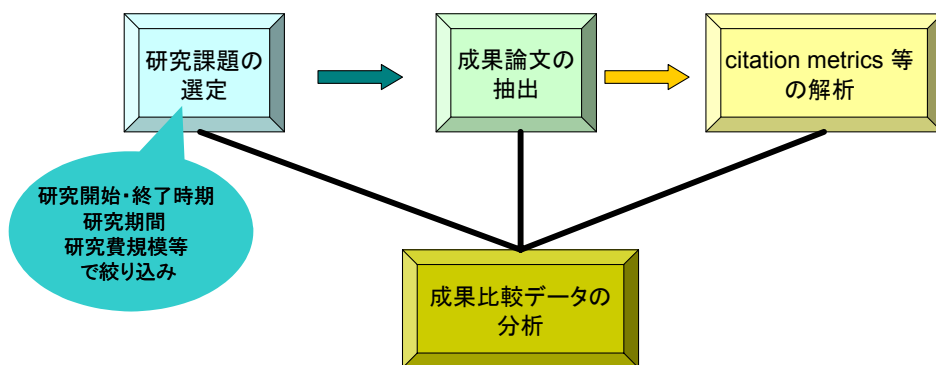 研究課題の
選定
成果論文の
抽出
citation metrics 等
の解析
研究開始・終了時期
研究期間
研究費規模等
で絞り込み
成果比較データの
分析